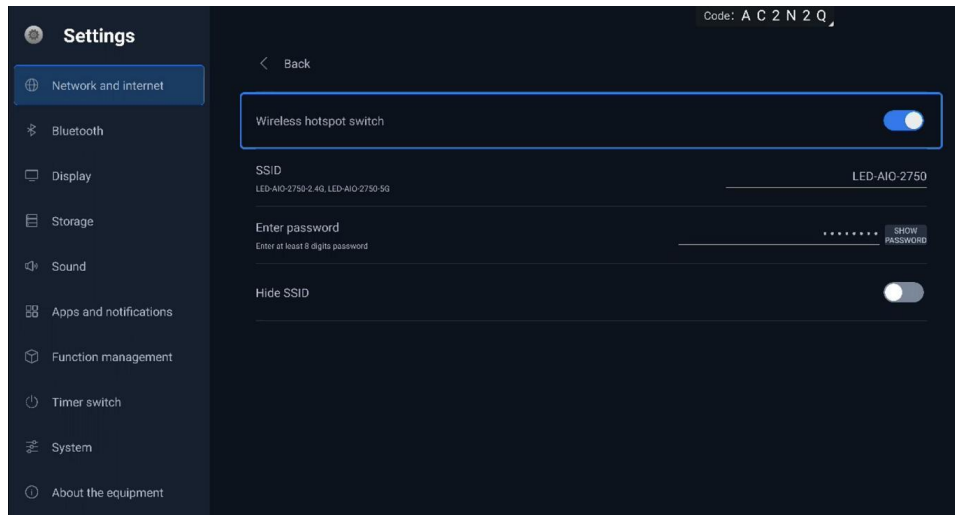 Code: A C 2 N 2 Q
Settings
Back
Network and internet
Bluetooth
Display
Storage
Sound
Apps and notifications
Function management
Timer switch
System
About the equipment
Wireless hotspot switch
SSID
LED-AIO-2750-2.4G, LED-AIO-2750-5G
LED-AIO-2750
Enter password
Enter at least 8 digits password
········
SHOW
PASSWORD
Hide SSID